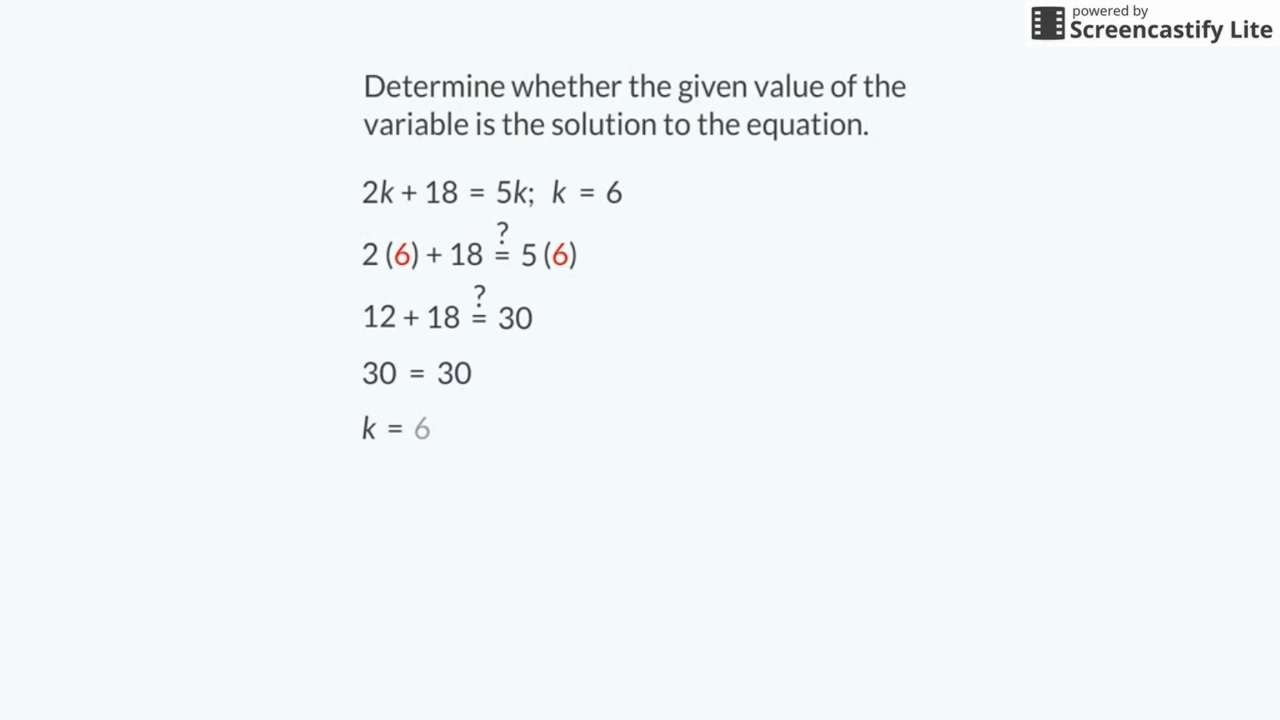 powered by
Screencastify Lite
Determine whether the given value of the
variable is the solution to the equation.
2k + 18 = 5k; k = 6
?
2 (6) + 18 = 5 (6)
?
12 + 18 = 30
30 = 30
k = 6